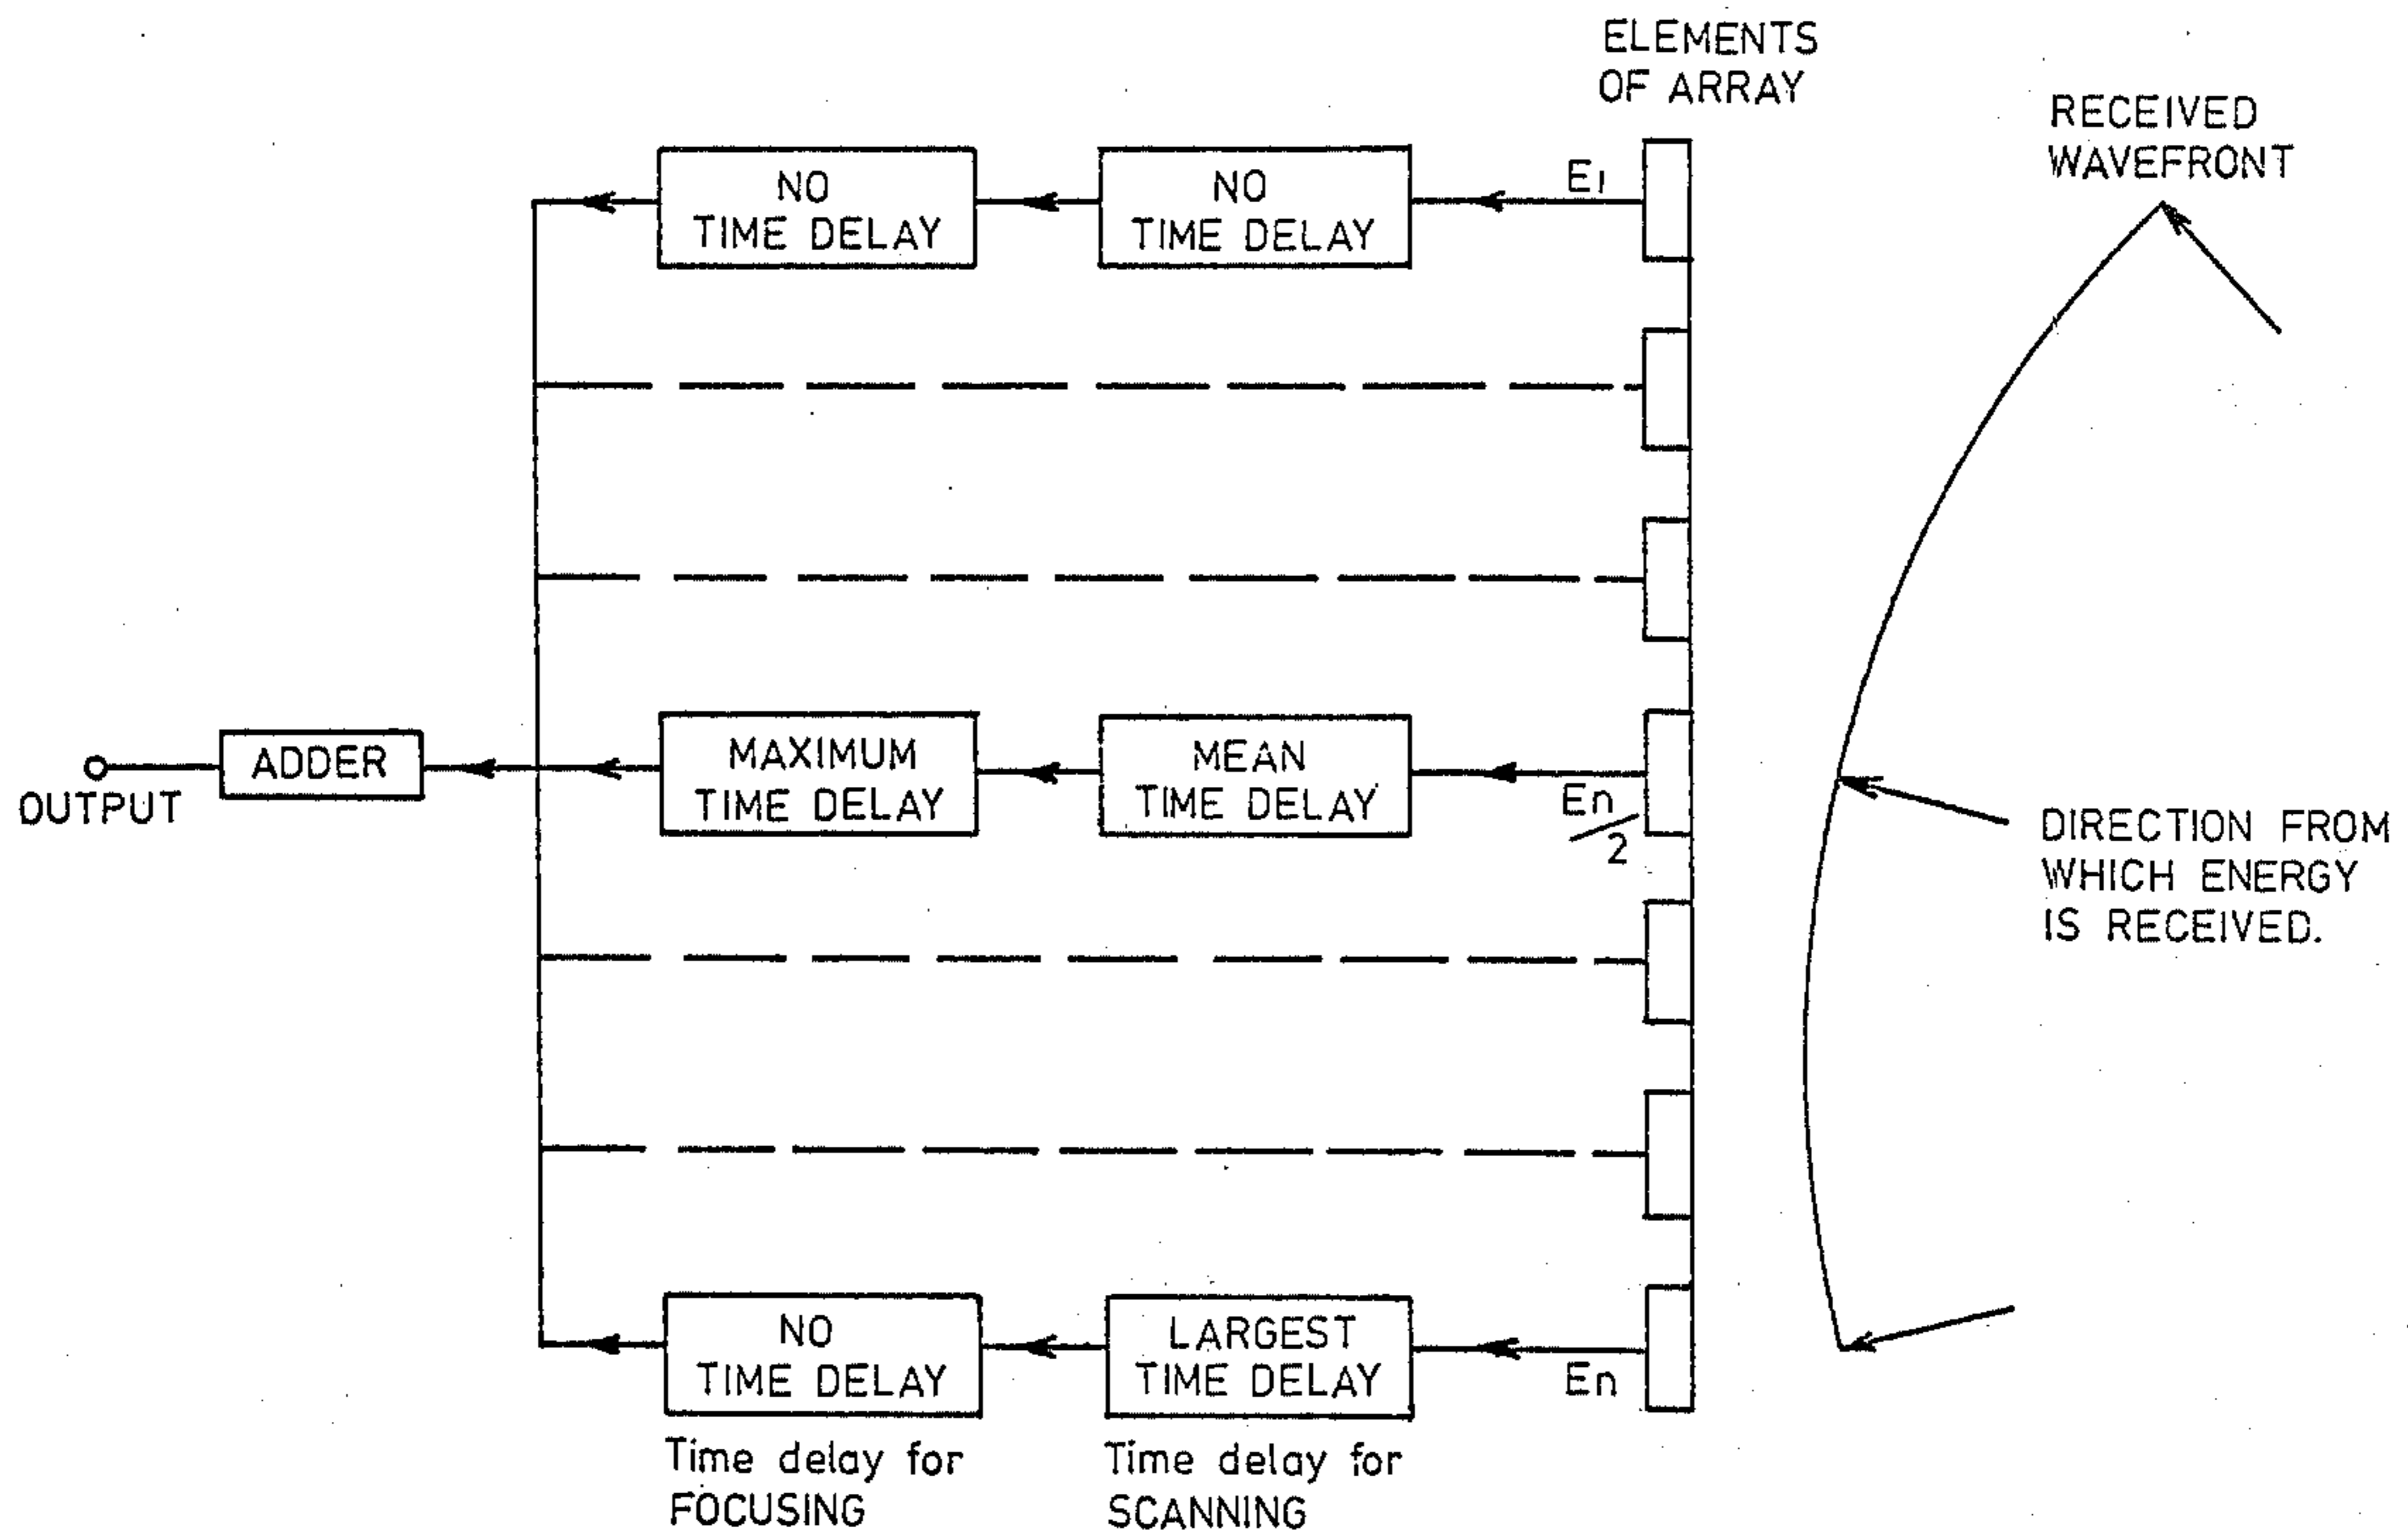 ELEMENTS
OF ARRAY
RECEIVED
WAVEFRONT
NO
TIME DELAY
NO
TIME DELAY
E1
OUTPUT
ADDER
MAXIMUM
TIME DELAY
MEAN
TIME DELAY
En/2
DIRECTION FROM
WHICH ENERGY
IS RECEIVED.
NO
TIME DELAY
LARGEST
TIME DELAY
En
Time delay for
FOCUSING
Time delay for
SCANNING